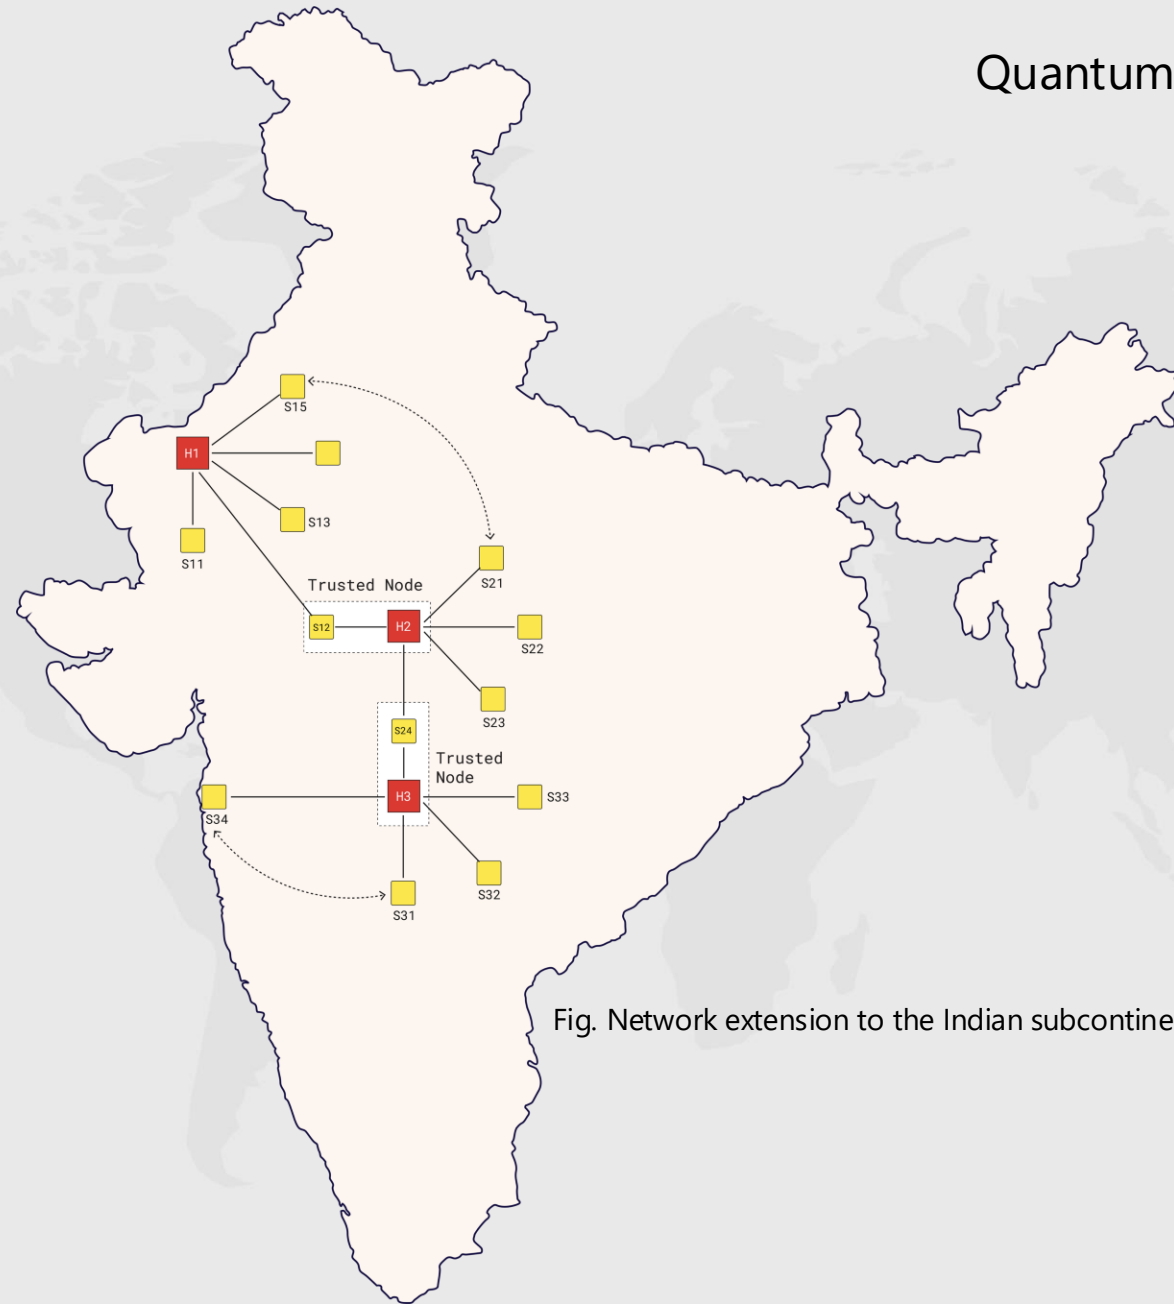 Quantum
S15
H1
S13
S11
Trusted Node
S21
S12
H2
S22
S23
S24
Trusted
Node
H3
S33
S34
S32
S31
Fig. Network extension to the Indian subcontine